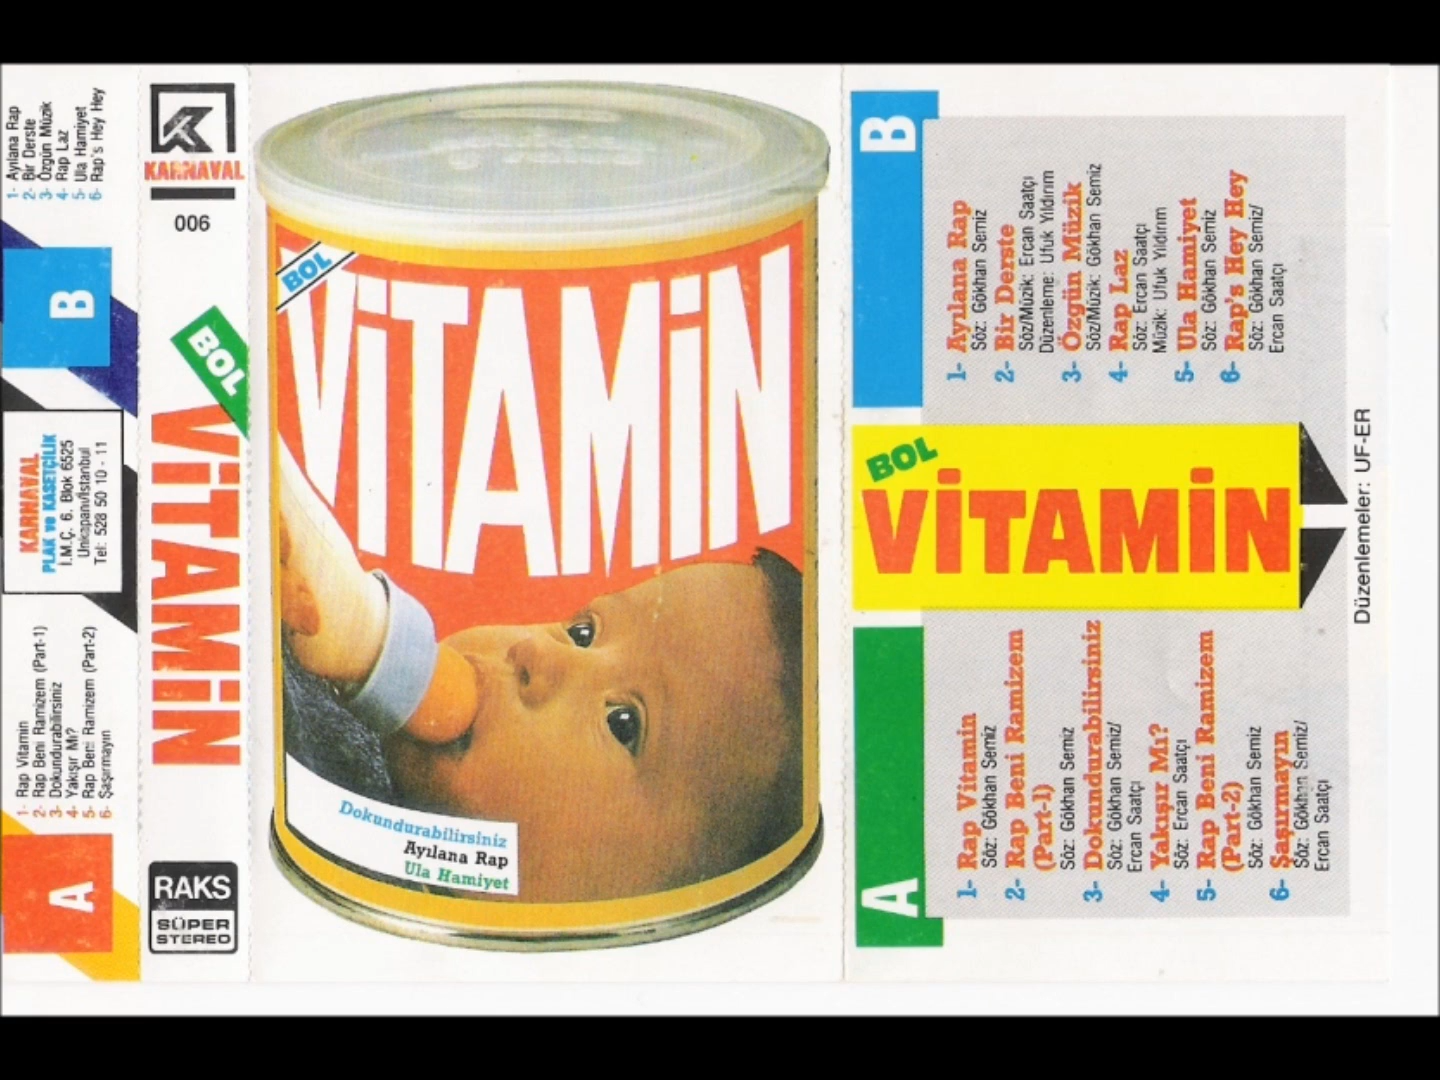 1- Ayılana Rap
2- Bir Derste
3- Özgün Müzik
4- Rap Laz
5- Ula Hamiyet
6- Rap's Hey Hey
B
KARNAVAL
PLAK ve KASETÇİLİK
İ.M.Ç. 6. Blok 6525
Unkapanı/İstanbul
Tel: 528 50 10 - 11
1- Rap Vitamin
2- Rap Beni Ramizem (Part-1)
3- Dokundurabilirsiniz
4- Yakışır Mı?
5- Rap Beni Ramizem (Part-2)
6- Şaşırmayın
A
KARNAVAL
006
BOL
VİTAMİN
RAKS
SÜPER
STEREO
BOL
VİTAMİN
Dokundurabilirsiniz
Ayılana Rap
Ula Hamiyet
B
1- Ayılana Rap
Söz: Gökhan Semiz
2- Bir Derste
Söz/Müzik: Ercan Saatçı
Düzenleme: Ufuk Yıldırım
3- Özgün Müzik
Söz/Müzik: Gökhan Semiz
4- Rap Laz
Söz: Ercan Saatçı
Müzik: Ufuk Yıldırım
5- Ula Hamiyet
Söz: Gökhan Semiz
6- Rap's Hey Hey
Söz: Gökhan Semiz/
Ercan Saatçı
BOL
VİTAMİN
Düzenlemeler: UF-ER
A
1- Rap Vitamin
Söz: Gökhan Semiz
2- Rap Beni Ramizem
(Part-1)
Söz: Gökhan Semiz
3- Dokundurabilirsiniz
Söz: Gökhan Semiz/
Ercan Saatçı
4- Yakışır Mı?
Söz: Ercan Saatçı
5- Rap Beni Ramizem
(Part-2)
Söz: Gökhan Semiz
6- Şaşırmayın
Söz: Gökhan Semiz/
Ercan Saatçı